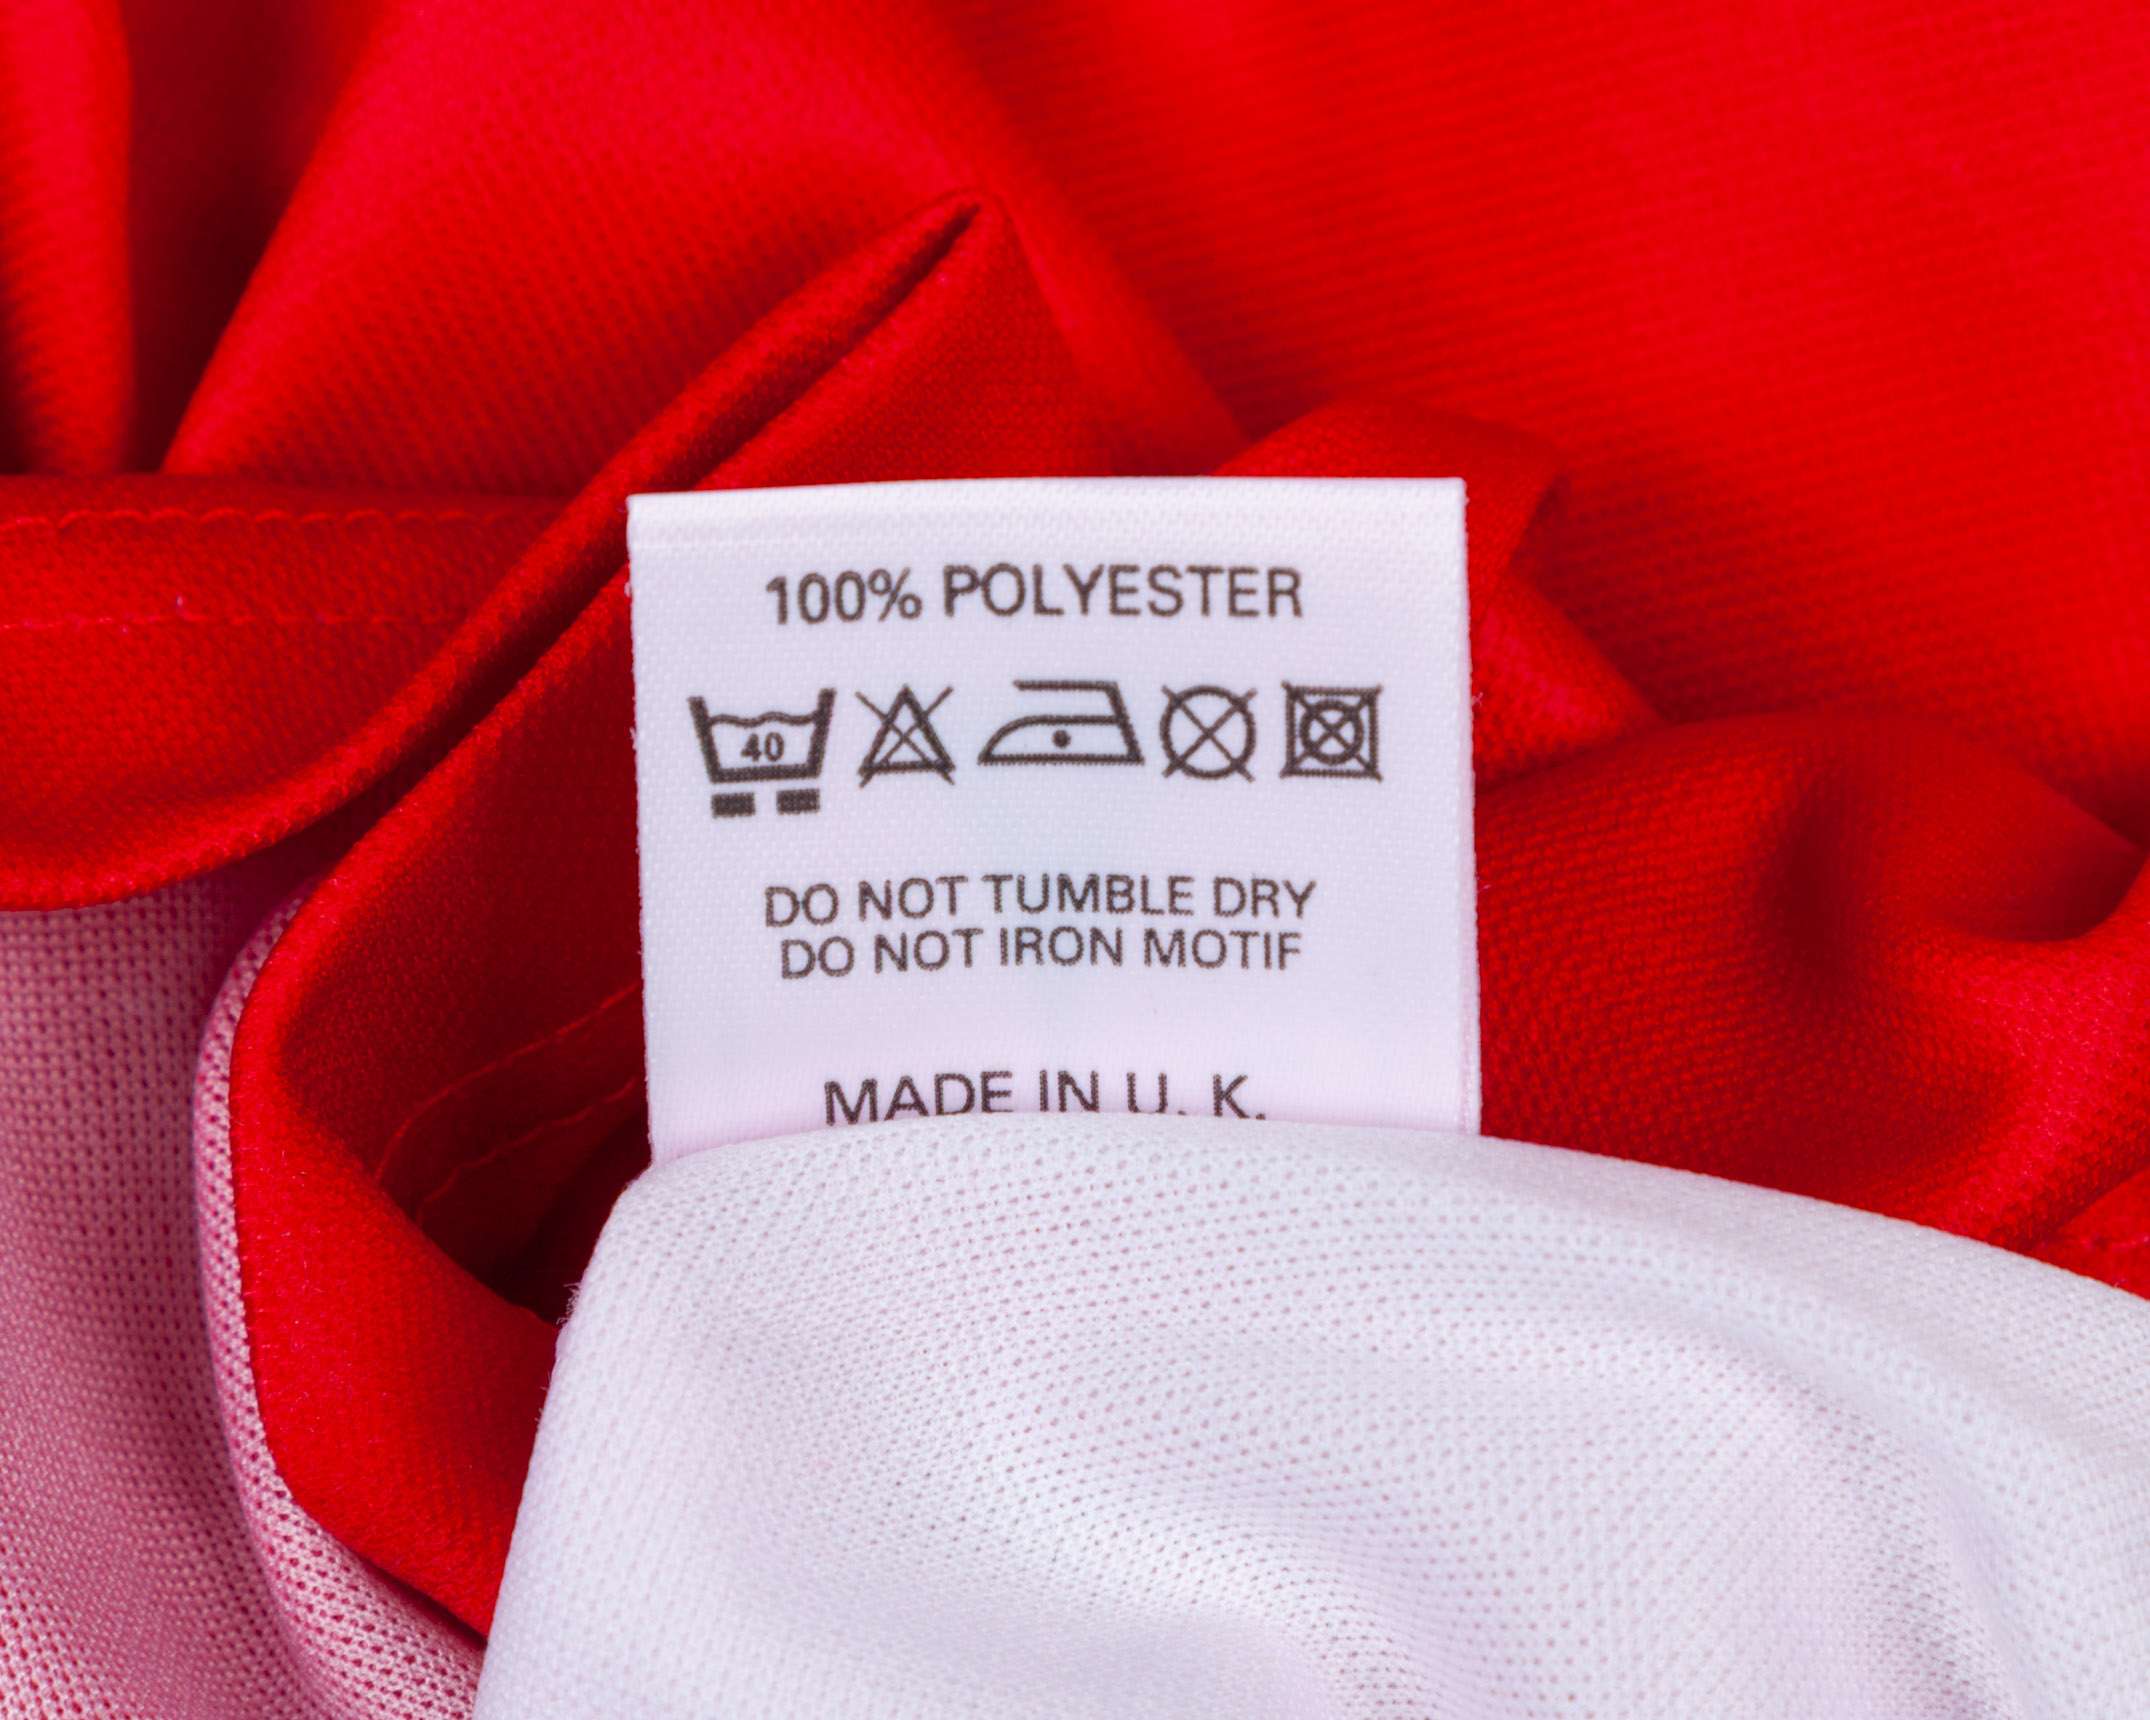 100% POLYESTER
40
DO NOT TUMBLE DRY
DO NOT IRON MOTIF
MADE IN U. K.